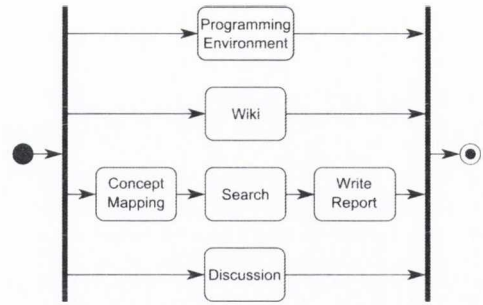 Programming
Environment
Wiki
Concept
Mapping
Search
Write
Report
Discussion